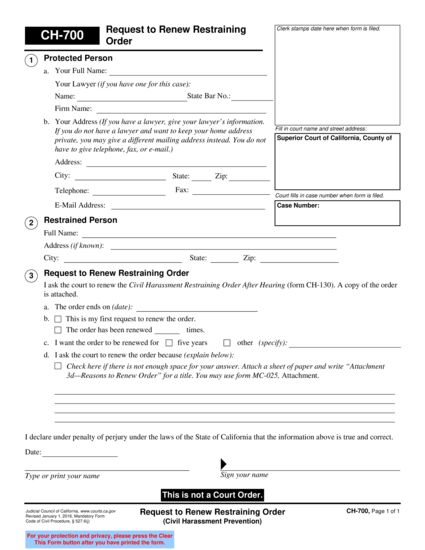 CH-700
Request to Renew Restraining
Order
Clerk stamps date here when form is filed.
1
Protected Person
a. Your Full Name:
Your Lawyer (if you have one for this case):
Name: State Bar No.:
Firm Name:
b. Your Address (If you have a lawyer, give your lawyer's information.
If you do not have a lawyer and want to keep your home address
private, you may give a different mailing address instead. You do not
have to give telephone, fax, or e-mail.)
Address:
City: State: Zip:
Telephone: Fax:
E-Mail Address:
Fill in court name and street address:
Superior Court of California, County of
Court fills in case number when form is filed.
Case Number:
2
Restrained Person
Full Name:
Address (if known):
City: State: Zip:
3
Request to Renew Restraining Order
I ask the court to renew the Civil Harassment Restraining Order After Hearing (form CH-130). A copy of the order
is attached.
a. The order ends on (date):
b. This is my first request to renew the order.
The order has been renewed times.
c. I want the order to be renewed for five years other (specify):
d. I ask the court to renew the order because (explain below):
Check here if there is not enough space for your answer. Attach a sheet of paper and write "Attachment
3d—Reasons to Renew Order" for a title. You may use form MC-025, Attachment.
I declare under penalty of perjury under the laws of the State of California that the information above is true and correct.
Date:
Type or print your name
Sign your name
This is not a Court Order.
Judicial Council of California, www.courts.ca.gov
Revised January 1, 2016, Mandatory Form
Code of Civil Procedure, § 527.6(j)
Request to Renew Restraining Order
(Civil Harassment Prevention)
CH-700, Page 1 of 1
For your protection and privacy, please press the Clear
This Form button after you have printed the form.